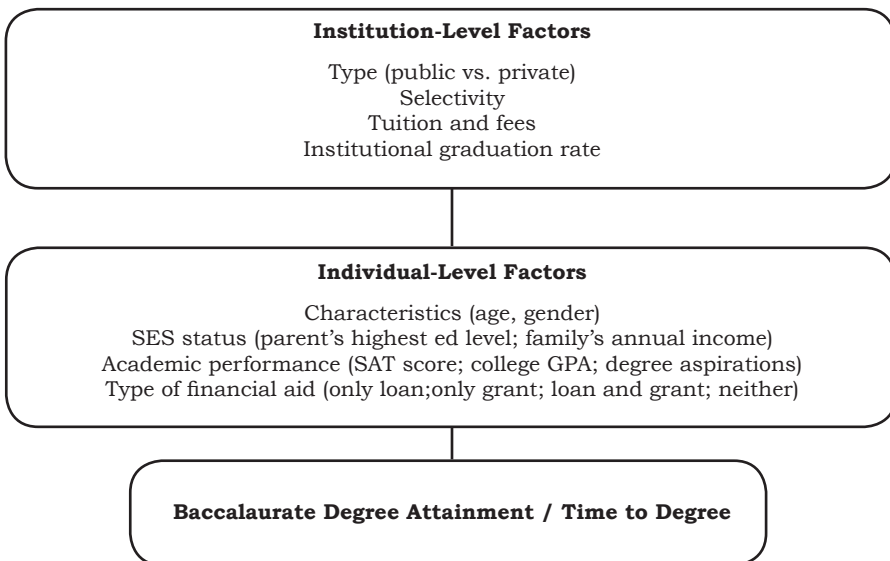 Institution-Level Factors
Type (public vs. private)
Selectivity
Tuition and fees
Institutional graduation rate
Individual-Level Factors
Characteristics (age, gender)
SES status (parent's highest ed level; family's annual income)
Academic performance (SAT score; college GPA; degree aspirations)
Type of financial aid (only loan;only grant; loan and grant; neither)
Baccalaurate Degree Attainment / Time to Degree